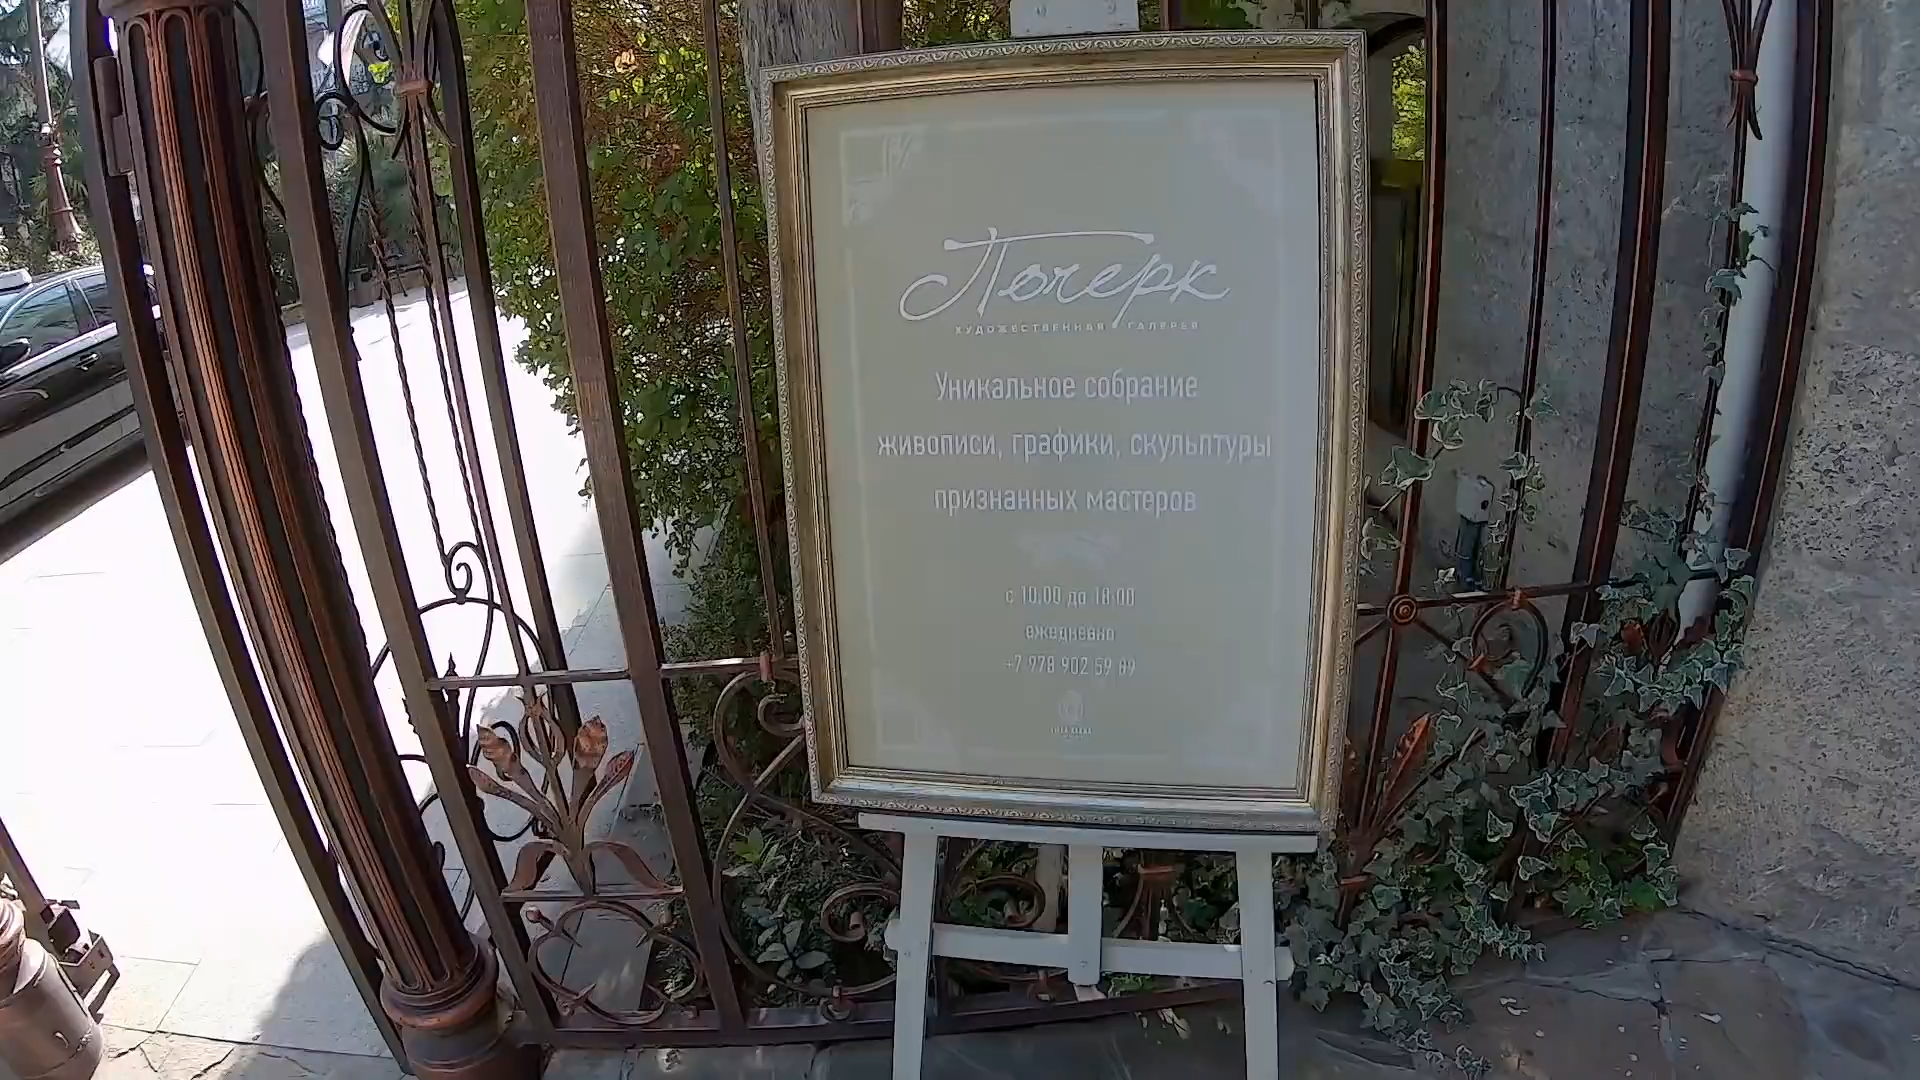 Почерк
ХУДОЖЕСТВЕННАЯ ГАЛЕРЕЯ
Уникальное собрание
живописи, графики, скульптуры
признанных мастеров
с 10.00 до 18.00
ежедневно
+7 978 902 59 89